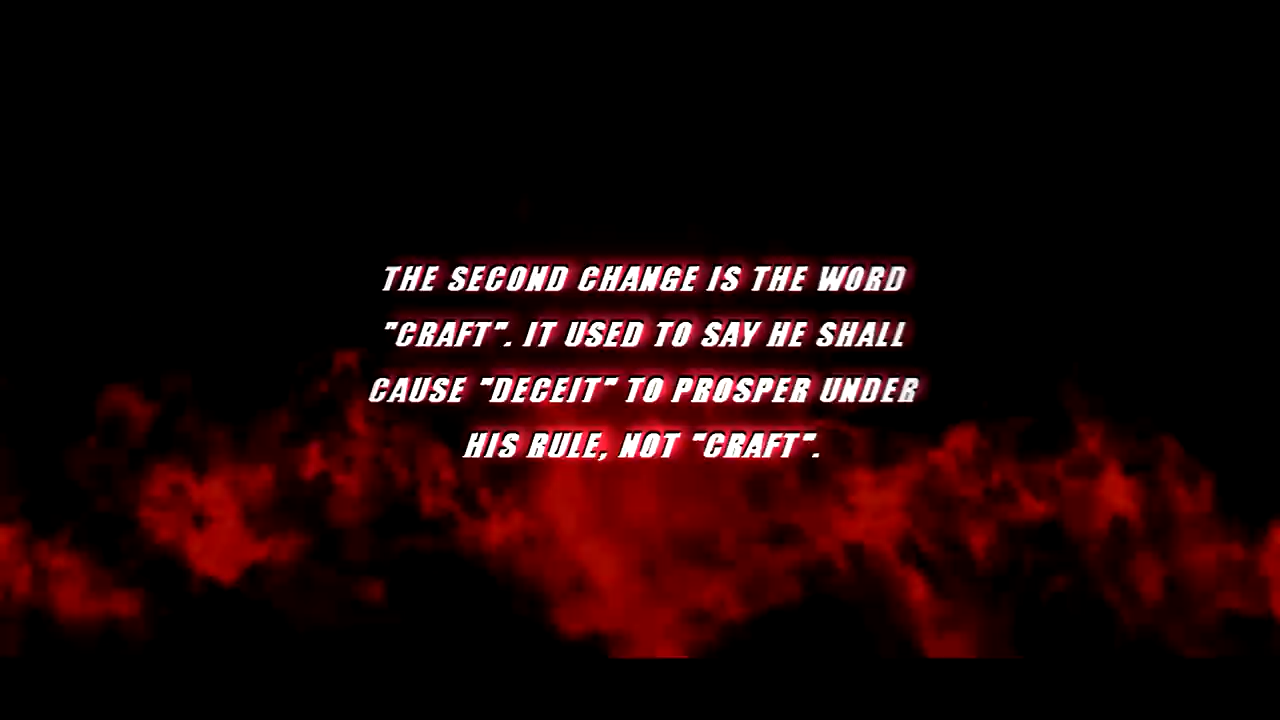 THE SECOND CHANGE IS THE WORD
"CRAFT". IT USED TO SAY HE SHALL
CAUSE "DECEIT" TO PROSPER UNDER
HIS RULE, NOT "CRAFT".